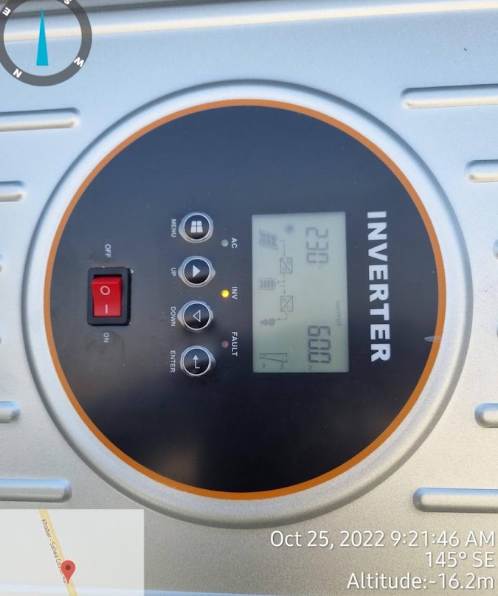 INVERTER
230
600
AC
INV
FAULT
MENU
UP
DOWN
ENTER
OFF
ON
S
E
W
N
Oct 25, 2022 9:21:46 AM
145° SE
Altitude:-16.2m